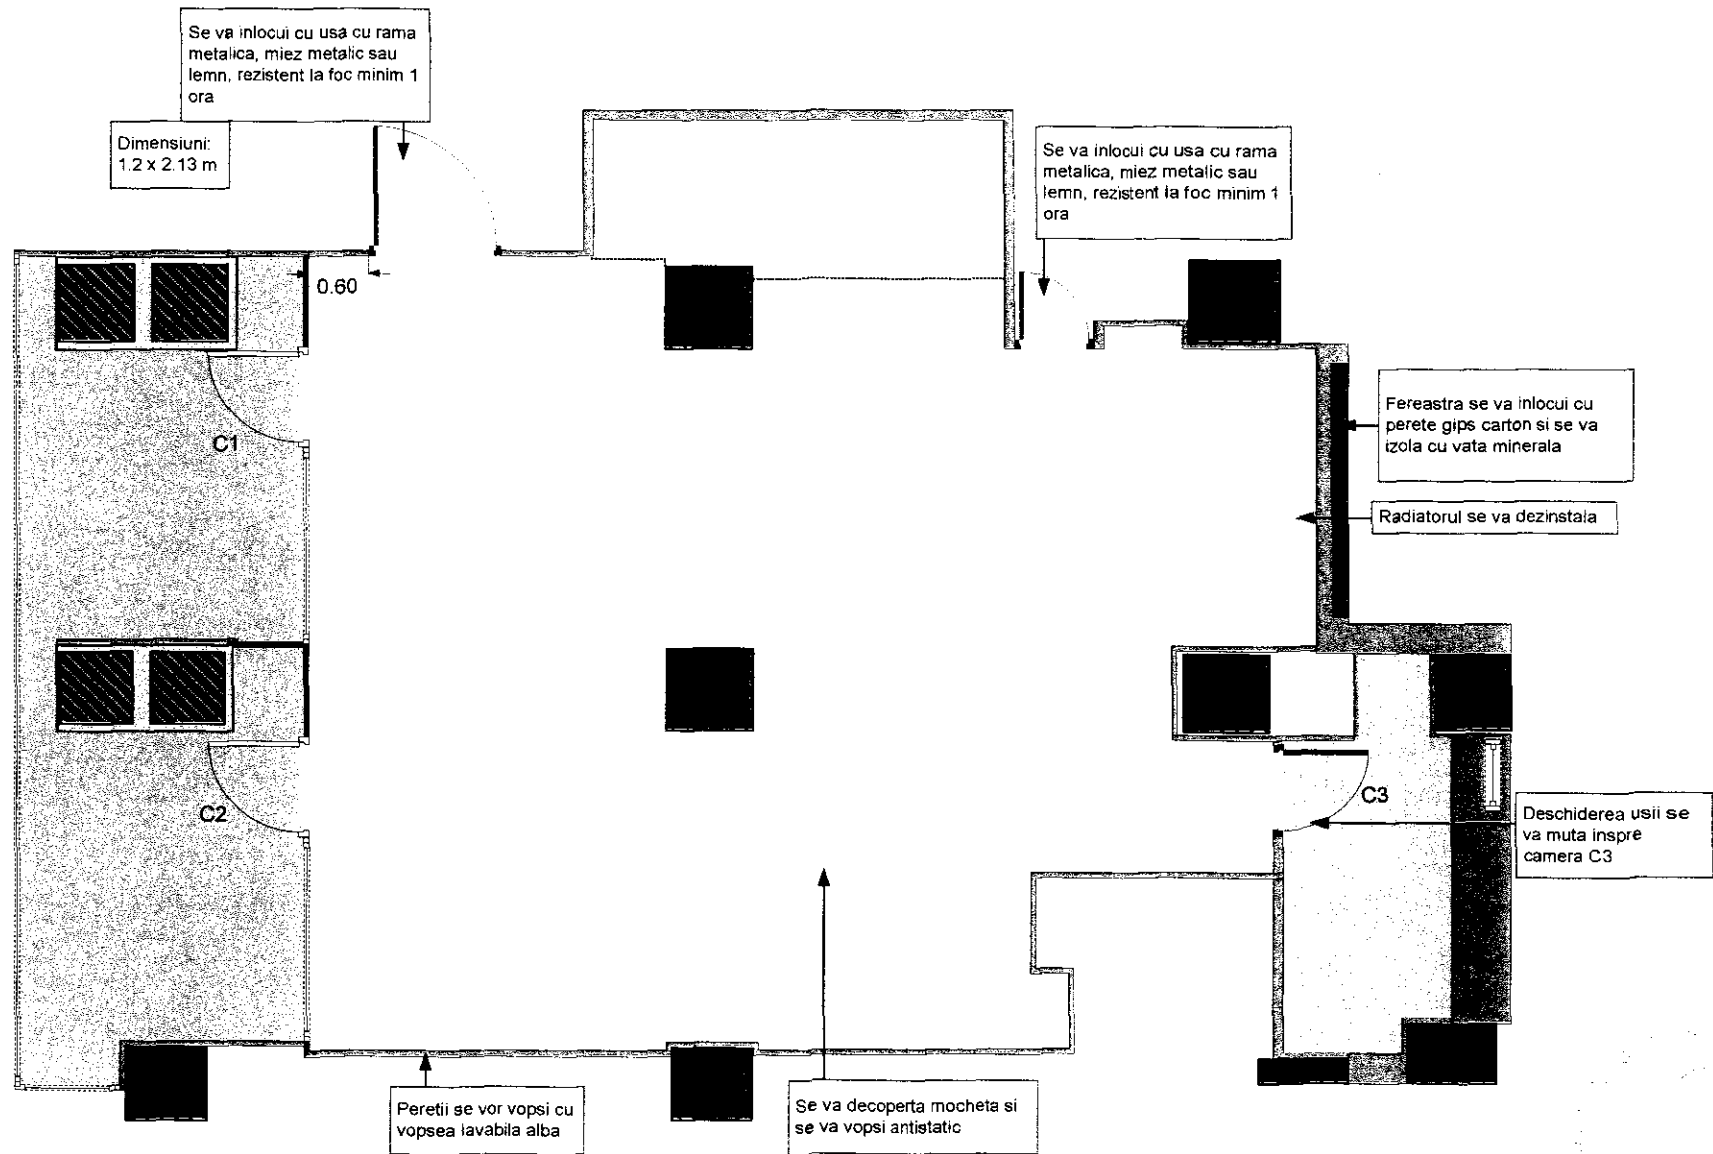 Se va inlocui cu usa cu rama
metalica, miez metalic sau
lemn, rezistent la foc minim 1
ora
Dimensiuni:
1.2 x 2.13 m
Se va inlocui cu usa cu rama
metalica, miez metalic sau
lemn, rezistent la foc minim 1
ora
0.60
Fereastra se va inlocui cu
perete gips carton si se va
izola cu vata minerala
C1
Radiatorul se va dezinstala
C2
C3
Deschiderea usii se
va muta inspre
camera C3
Peretii se vor vopsi cu
vopsea lavabila alba
Se va decoperta mocheta si
se va vopsi antistatic